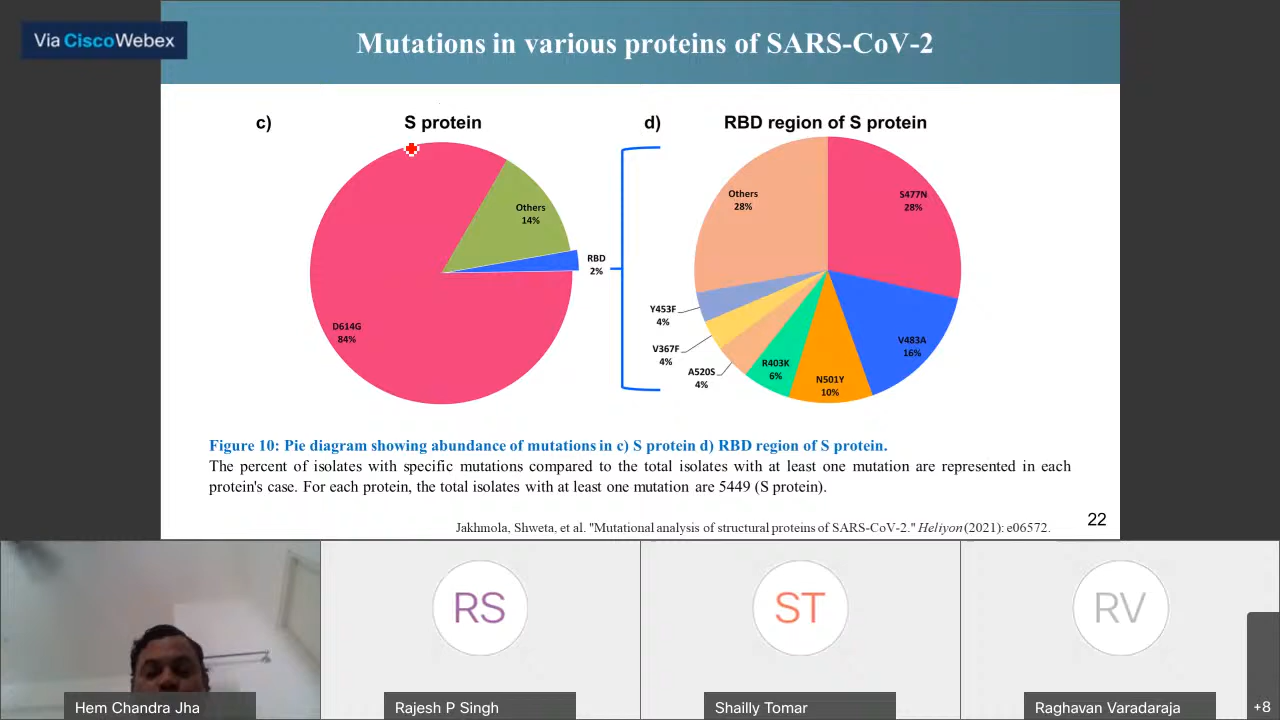 Via Cisco Webex
Mutations in various proteins of SARS-CoV-2
c)
S protein
Others
14%
RBD
2%
D614G
84%
d)
RBD region of S protein
Others
28%
S477N
28%
Y453F
4%
V367F
4%
A520S
4%
R403K
6%
N501Y
10%
V483A
16%
Figure 10: Pie diagram showing abundance of mutations in c) S protein d) RBD region of S protein.
The percent of isolates with specific mutations compared to the total isolates with at least one mutation are represented in each
protein's case. For each protein, the total isolates with at least one mutation are 5449 (S protein).
Jakhmola, Shweta, et al. "Mutational analysis of structural proteins of SARS-CoV-2." Heliyon (2021): e06572.
22
RS
ST
RV
Hem Chandra Jha
Rajesh P Singh
Shailly Tomar
Raghavan Varadaraja
+8